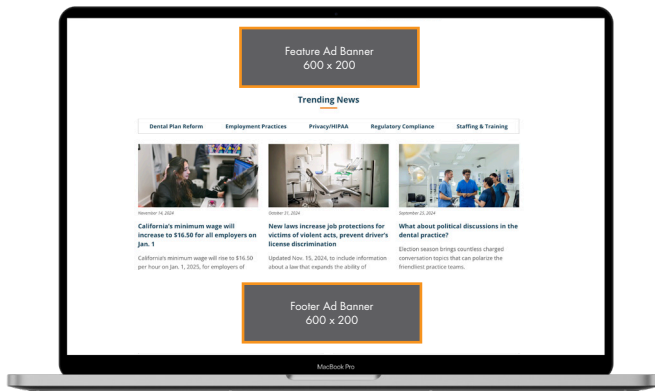 Feature Ad Banner
600 x 200
Trending News
Dental Plan Reform Employment Practices Privacy/HIPAA Regulatory Compliance Staffing & Training
November 14, 2024
California's minimum wage will
increase to $16.50 for all employers on
Jan. 1
California's minimum wage will rise to $16.50
per hour on Jan. 1, 2025, for employers of
October 31, 2024
New laws increase job protections for
victims of violent acts, prevent driver's
license discrimination
Updated Nov. 15, 2024, to include information
about a law that expands the ability of
September 23, 2024
What about political discussions in the
dental practice?
Election season brings countless charged
conversation topics that can polarize the
friendliest practice teams.
Footer Ad Banner
600 x 200
MacBook Pro